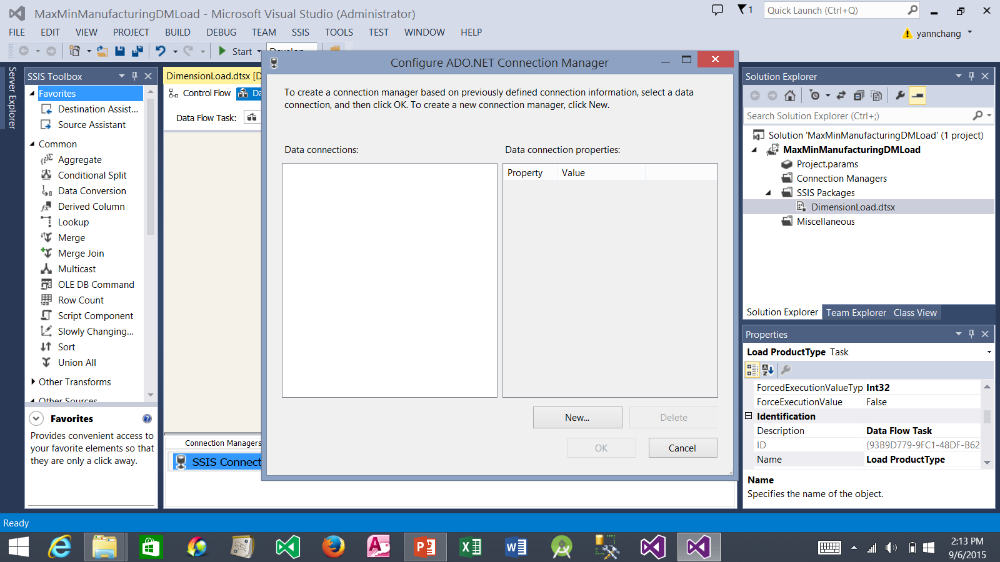 MaxMinManufacturingDMLoad - Microsoft Visual Studio (Administrator)
1
Quick Launch (Ctrl+Q)
FILE EDIT VIEW PROJECT BUILD DEBUG TEAM SSIS TOOLS TEST WINDOW HELP
yannchang
Start
Server Explorer
SSIS Toolbox
Favorites
Destination Assist...
Source Assistant
Common
Aggregate
Conditional Split
Data Conversion
Derived Column
Lookup
Merge
Merge Join
Multicast
OLE DB Command
Row Count
Script Component
Slowly Changing...
Sort
Union All
Other Transforms
Other Sources
Favorites
Provides convenient access to
your favorite elements so that
they are only a click away.
DimensionLoad.dtsx [D
Control Flow
Da
Data Flow Task:
Connection Managers
SSIS Connect
Configure ADO.NET Connection Manager
To create a connection manager based on previously defined connection information, select a data
connection, and then click OK. To create a new connection manager, click New.
Data connections:
Data connection properties:
Property Value
New...
Delete
OK
Cancel
Solution Explorer
Search Solution Explorer (Ctrl+;)
Solution 'MaxMinManufacturingDMLoad' (1 project)
MaxMinManufacturingDMLoad
Project.params
Connection Managers
SSIS Packages
DimensionLoad.dtsx
Miscellaneous
Solution Explorer Team Explorer Class View
Properties
Load ProductType Task
ForcedExecutionValueTyp Int32
ForceExecutionValue False
Identification
Description Data Flow Task
ID {93B9D779-9FC1-48DF-B62
Name Load ProductType
Name
Specifies the name of the object.
Ready
2:13 PM
9/6/2015